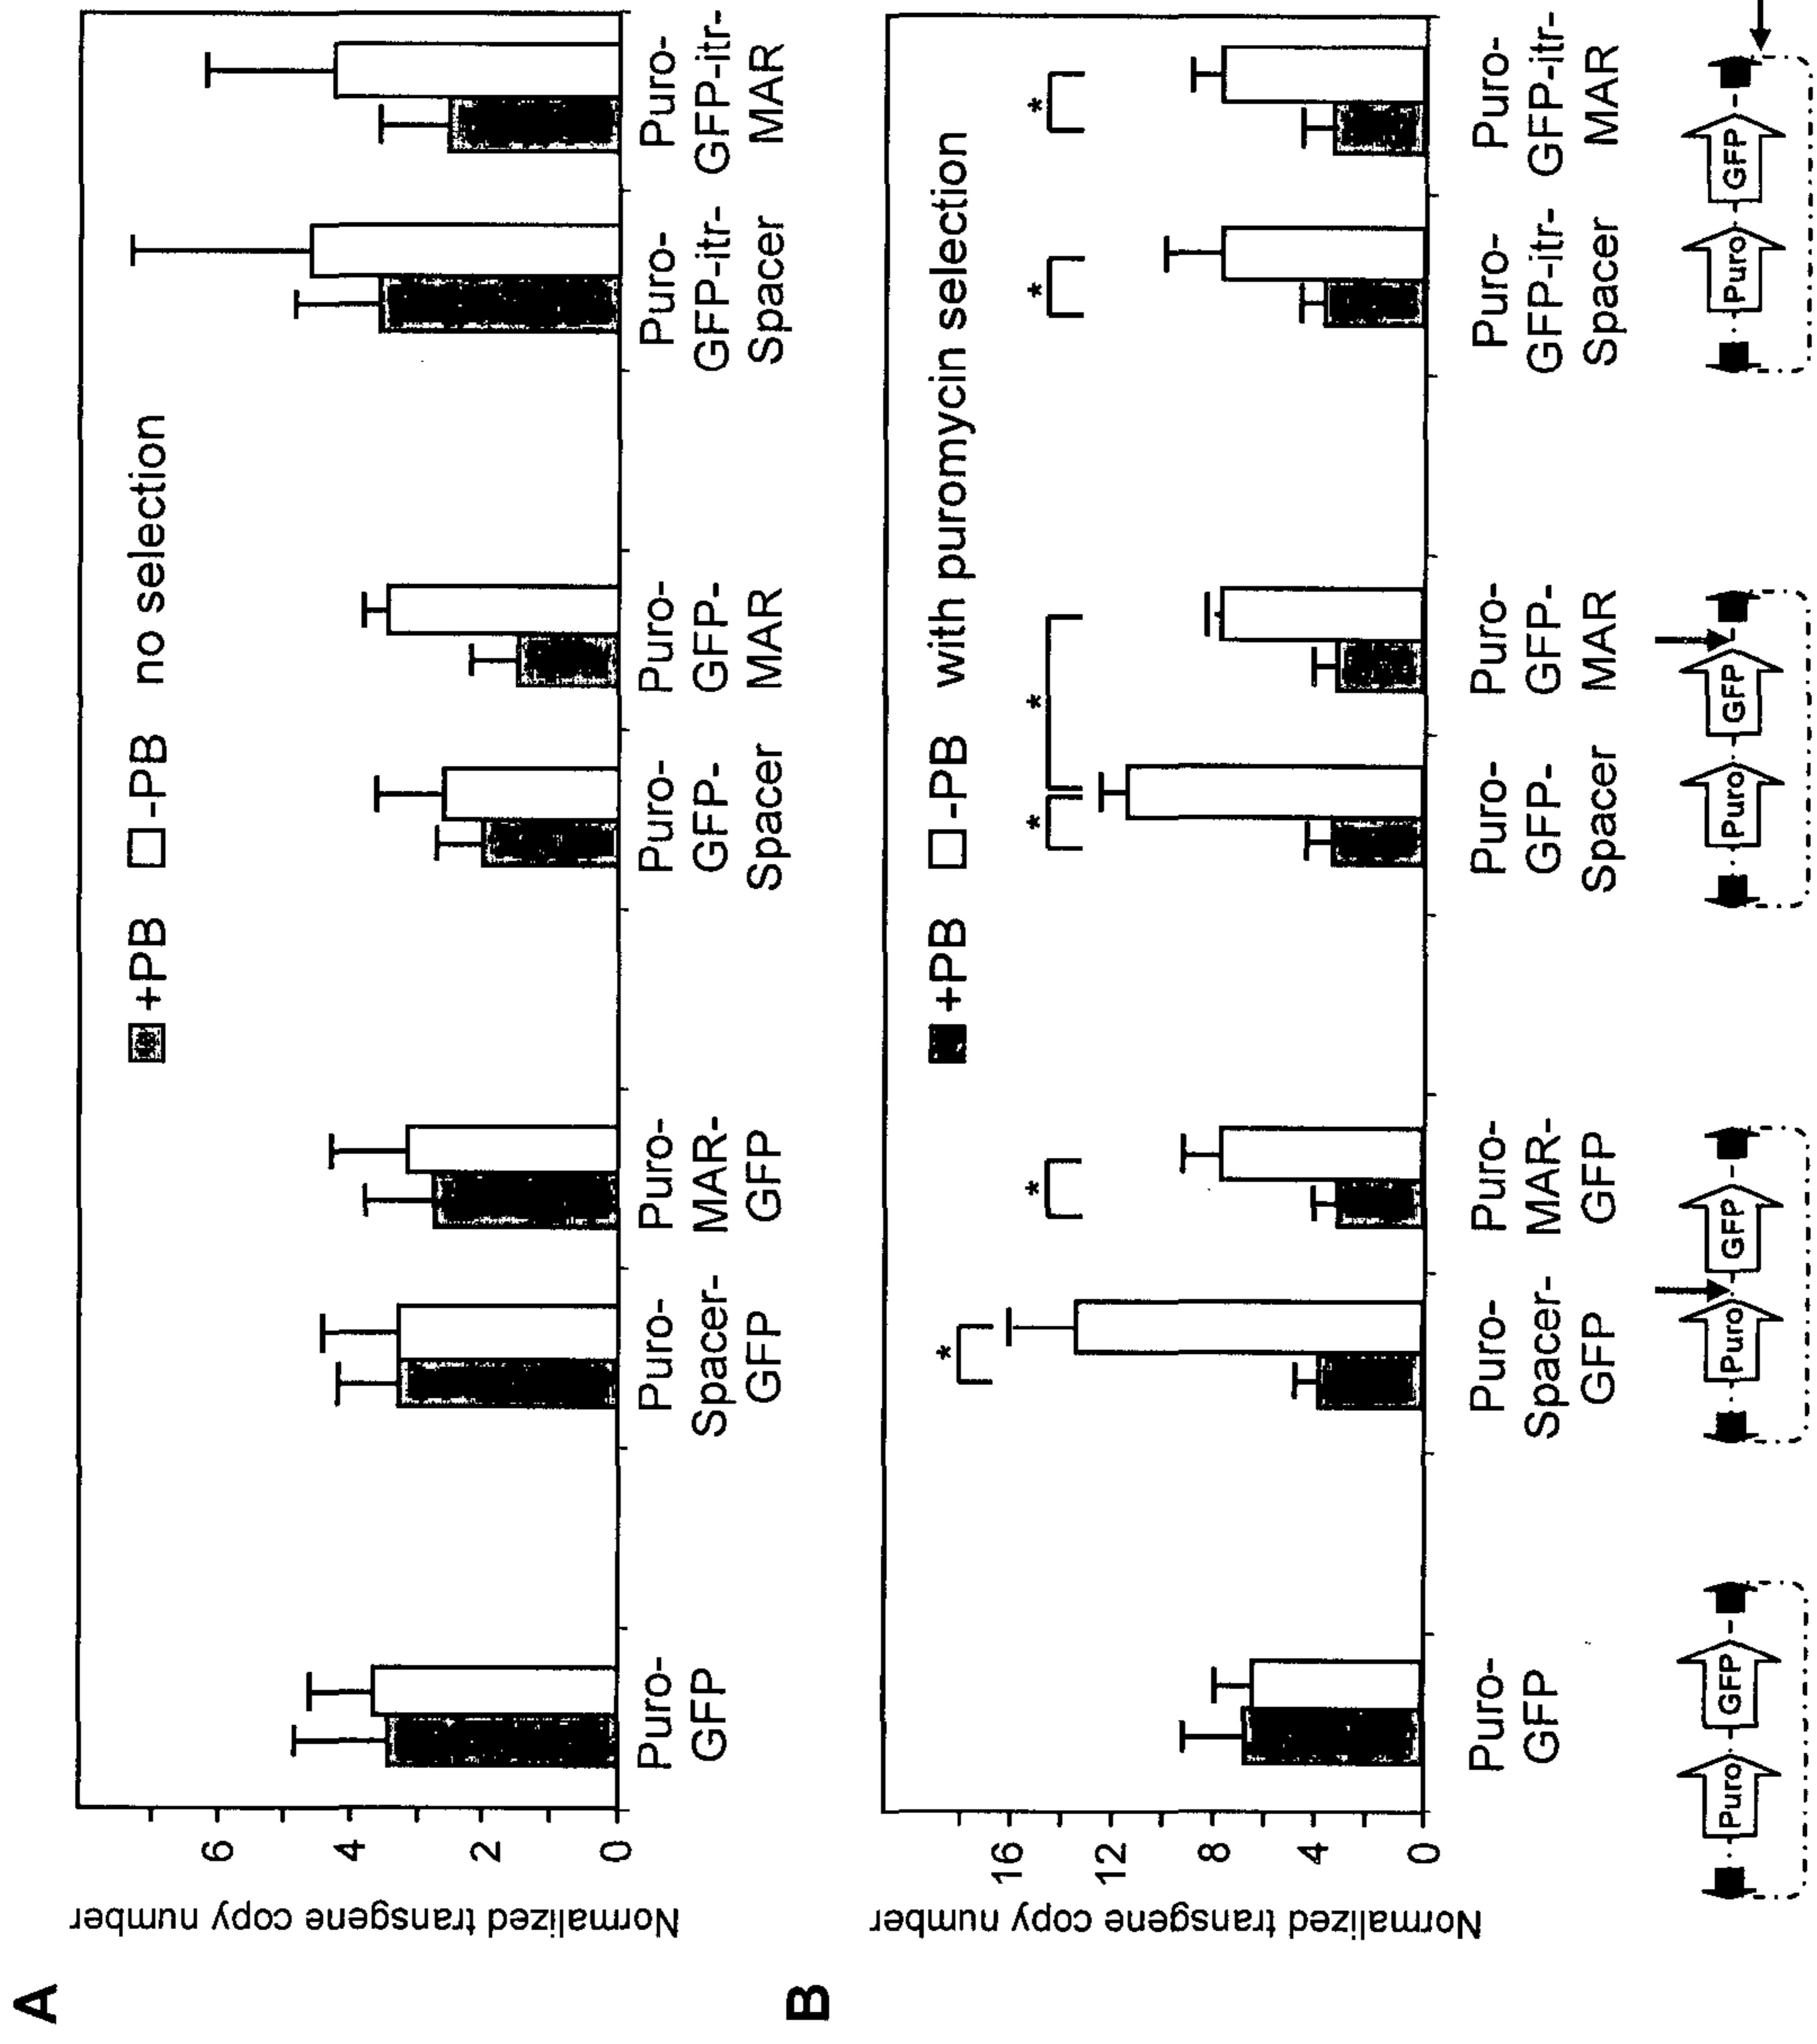 A
Normalized transgene copy number
6
4
2
0
+PB -PB no selection
Puro-
GFP
Puro-
Spacer-
GFP
Puro-
MAR-
GFP
Puro-
GFP-
Spacer
Puro-
GFP-
MAR
Puro-
GFP-itr-
Spacer
Puro-
GFP-itr-
MAR
B
Normalized transgene copy number
16
12
8
4
0
+PB -PB with puromycin selection
*
*
*
*
*
*
Puro-
GFP
Puro-
Spacer-
GFP
Puro-
MAR-
GFP
Puro-
GFP-
Spacer
Puro-
GFP-
MAR
Puro-
GFP-itr-
Spacer
Puro-
GFP-itr-
MAR
Puro GFP
Puro GFP
Puro GFP
Puro GFP